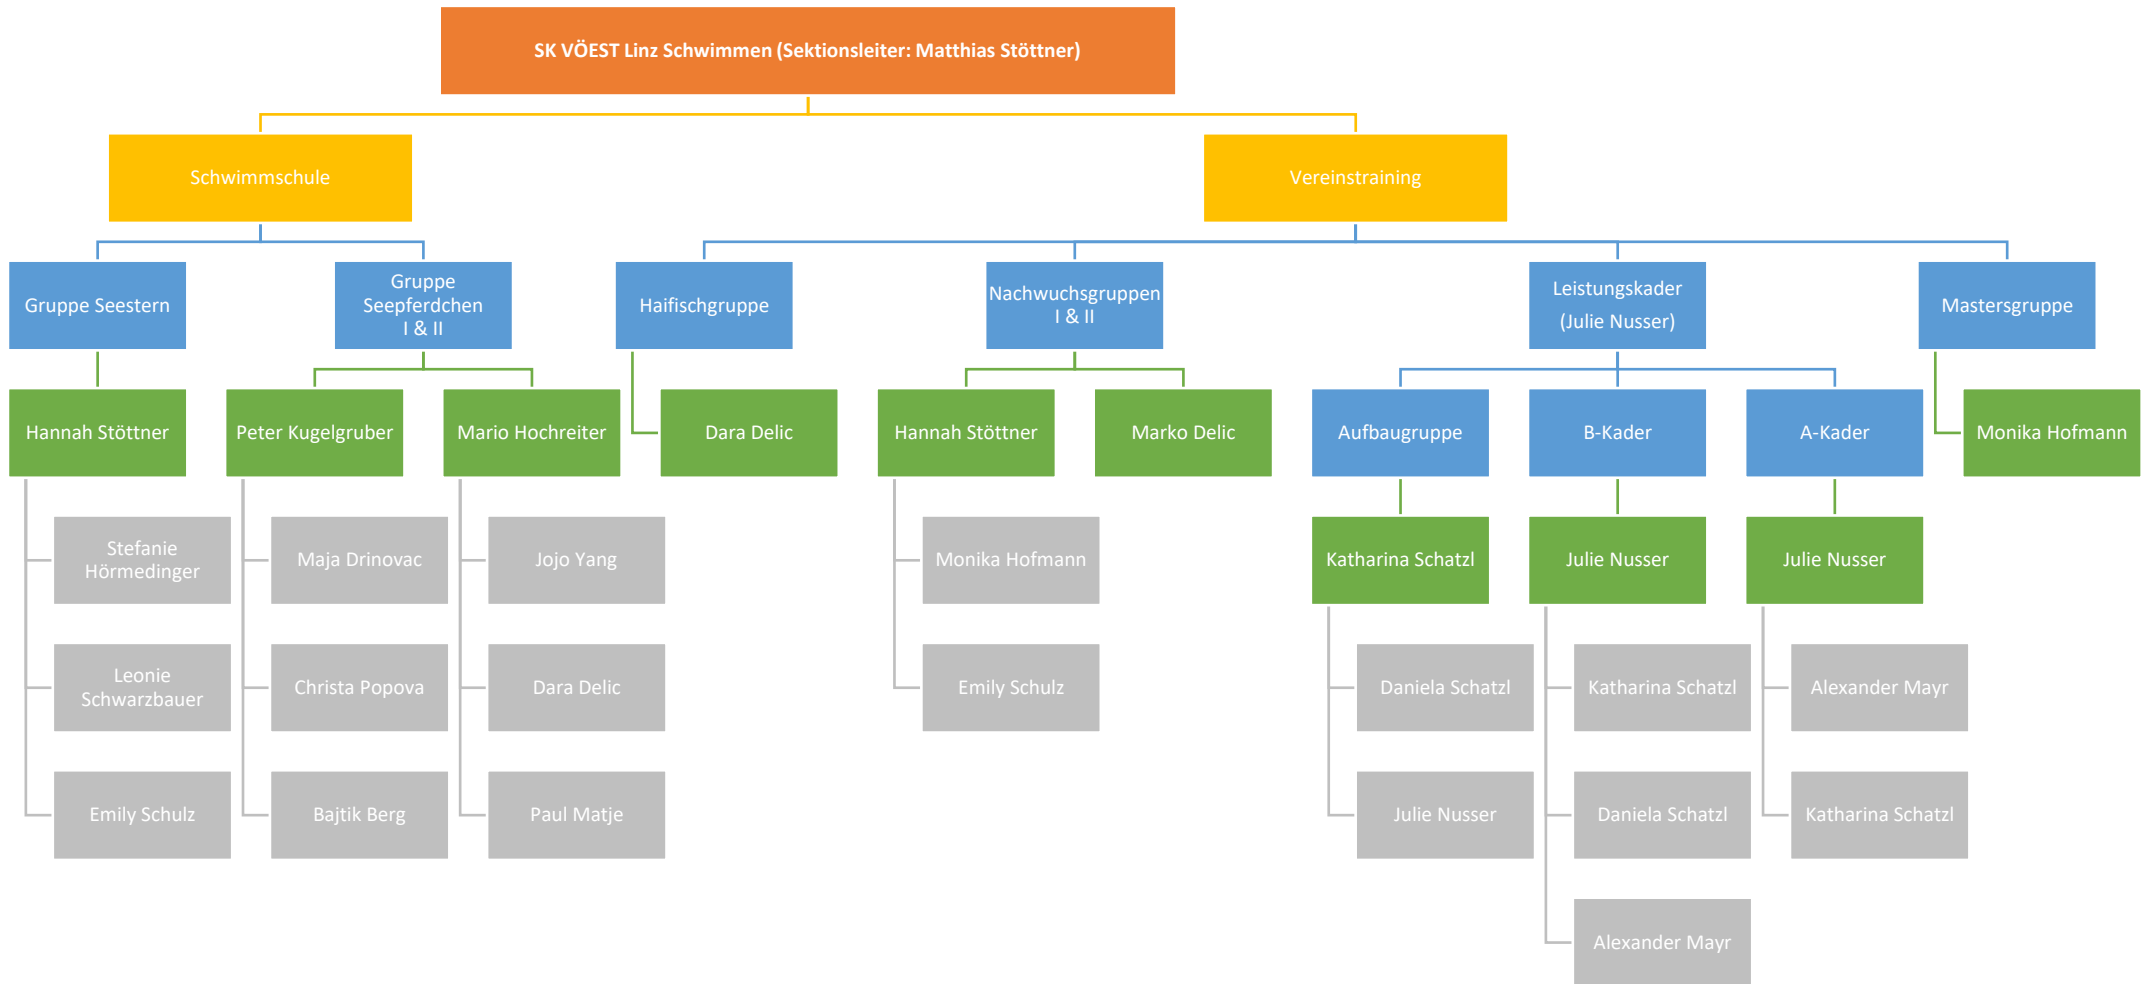 SK VÖEST Linz Schwimmen (Sektionsleiter: Matthias Stöttner)
Schwimmschule
Vereinstraining
Gruppe Seestern
Gruppe
Seepferdchen
I & II
Haifischgruppe
Nachwuchsgruppen
I & II
Leistungskader
(Julie Nusser)
Mastersgruppe
Hannah Stöttner
Peter Kugelgruber
Mario Hochreiter
Dara Delic
Hannah Stöttner
Marko Delic
Aufbaugruppe
B-Kader
A-Kader
Monika Hofmann
Stefanie
Hörmedinger
Maja Drinovac
Jojo Yang
Monika Hofmann
Katharina Schatzl
Julie Nusser
Julie Nusser
Leonie
Schwarzbauer
Christa Popova
Dara Delic
Emily Schulz
Daniela Schatzl
Katharina Schatzl
Alexander Mayr
Emily Schulz
Bajtik Berg
Paul Matje
Julie Nusser
Daniela Schatzl
Katharina Schatzl
Alexander Mayr